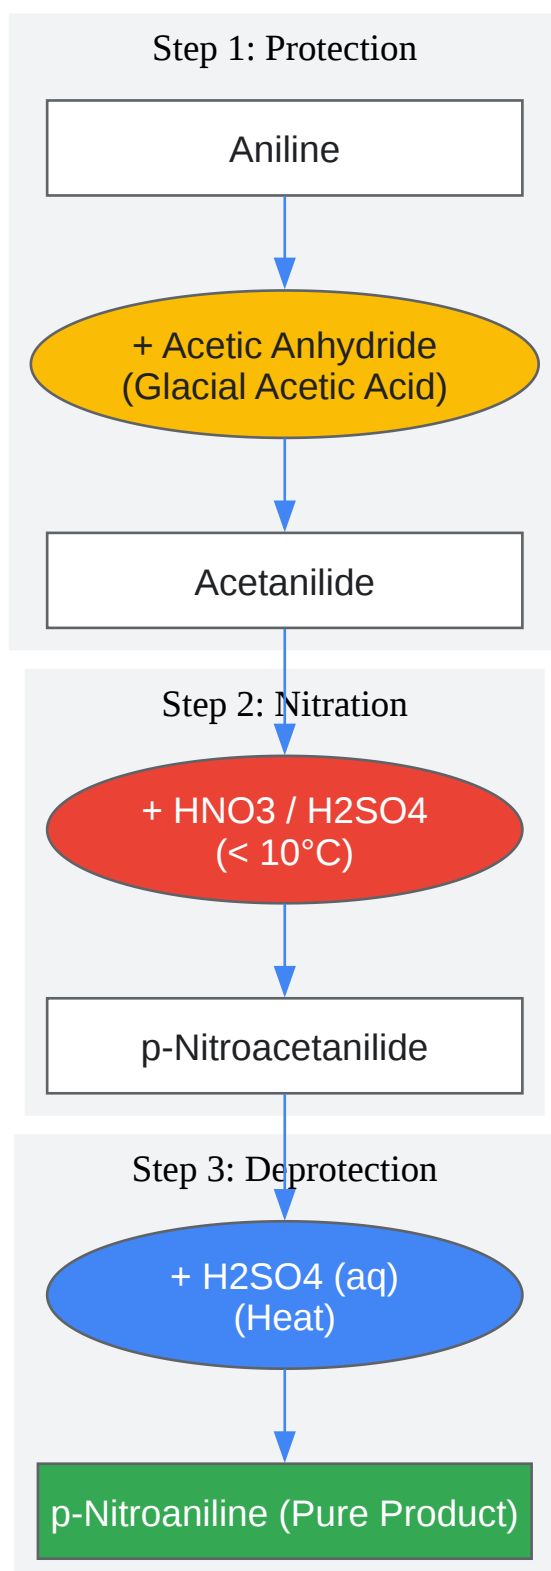 Step 1: Protection
Aniline
+ Acetic Anhydride
(Glacial Acetic Acid)
Acetanilide
Step 2: Nitration
+ HNO3 / H2SO4
(< 10°C)
p-Nitroacetanilide
Step 3: Deprotection
+ H2SO4 (aq)
(Heat)
p-Nitroaniline (Pure Product)